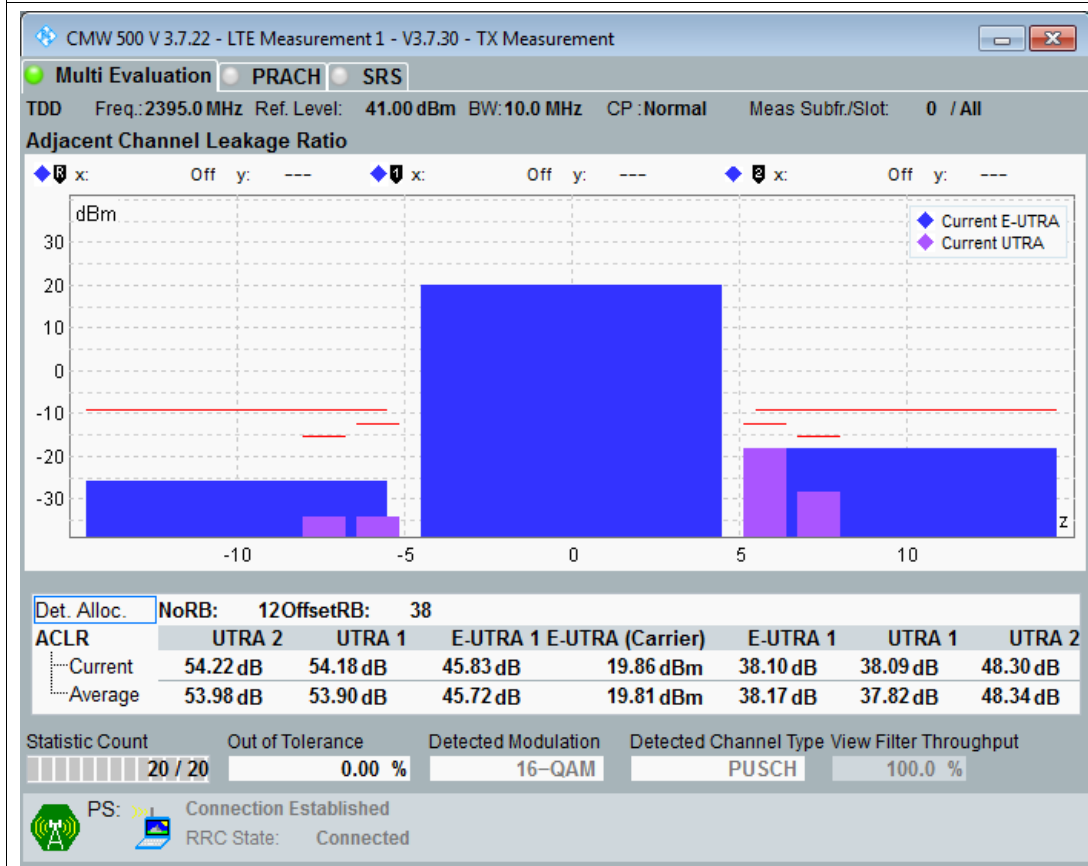 CMW 500 V 3.7.22 - LTE Measurement 1 - V3.7.30 - TX Measurement
Multi Evaluation PRACH SRS
TDD Freq.: 2395.0 MHz Ref. Level: 41.00 dBm BW: 10.0 MHz CP : Normal Meas Subfr./Slot: 0 / All
Adjacent Channel Leakage Ratio
R x: Off y: --- 1 x: Off y: --- 2 x: Off y: ---
dBm
Current E-UTRA
Current UTRA
30
20
10
0
-10
-20
-30
z
-10 -5 0 5 10
Det. Alloc. NoRB: 12 OffsetRB: 38
ACLR UTRA 2 UTRA 1 E-UTRA 1 E-UTRA (Carrier) E-UTRA 1 UTRA 1 UTRA 2
Current 54.22 dB 54.18 dB 45.83 dB 19.86 dBm 38.10 dB 38.09 dB 48.30 dB
Average 53.98 dB 53.90 dB 45.72 dB 19.81 dBm 38.17 dB 37.82 dB 48.34 dB
Statistic Count Out of Tolerance Detected Modulation Detected Channel Type View Filter Throughput
20 / 20 0.00 % 16-QAM PUSCH 100.0 %
PS: Connection Established
RRC State: Connected